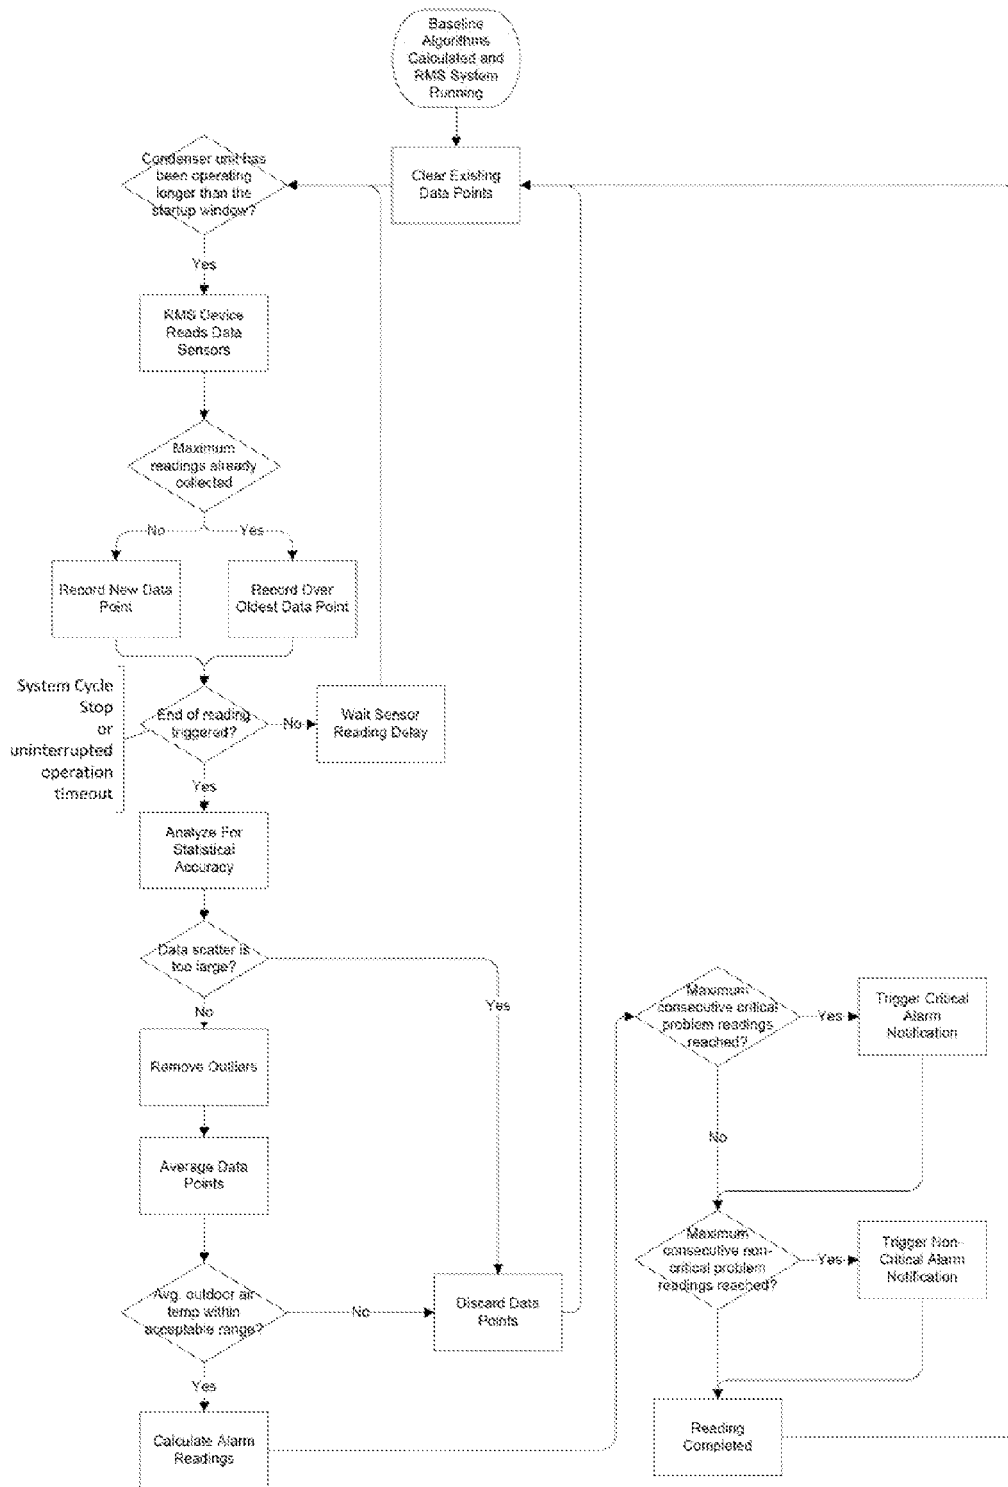 Baseline
Algorithms
Calculated and
RMS System
Running
Clear Existing
Data Points
Condenser unit has
been operating
longer than the
startup window?
Yes
RMS Device
Reads Data
Sensors
Maximum
readings already
collected
No
Yes
Record New Data
Point
Record Over
Oldest Data Point
System Cycle
Stop
or
uninterrupted
operation
timeout
End of reading
triggered?
No
Wait Sensor
Reading Delay
Yes
Analyze For
Statistical
Accuracy
Data scatter is
too large?
Yes
No
Remove Outliers
Average Data
Points
Avg. outdoor air
temp within
acceptable range?
No
Discard Data
Points
Yes
Calculate Alarm
Readings
Maximum
consecutive critical
problem readings
reached?
Yes
Trigger Critical
Alarm
Notification
No
Maximum
consecutive non-
critical problem
readings reached?
Yes
Trigger Non-
Critical Alarm
Notification
Reading
Completed